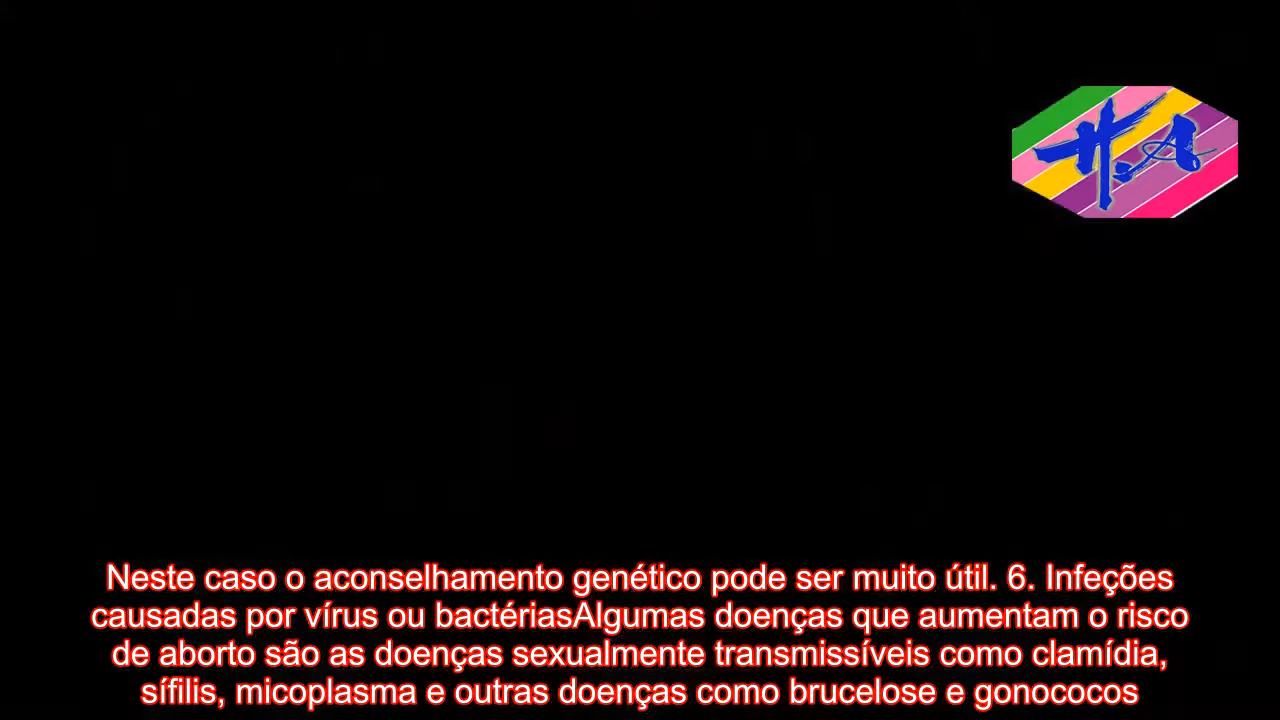 H.A
Neste caso o aconselhamento genético pode ser muito útil. 6. Infeções
causadas por vírus ou bactériasAlgumas doenças que aumentam o risco
de aborto são as doenças sexualmente transmissíveis como clamídia,
sífilis, micoplasma e outras doenças como brucelose e gonococos